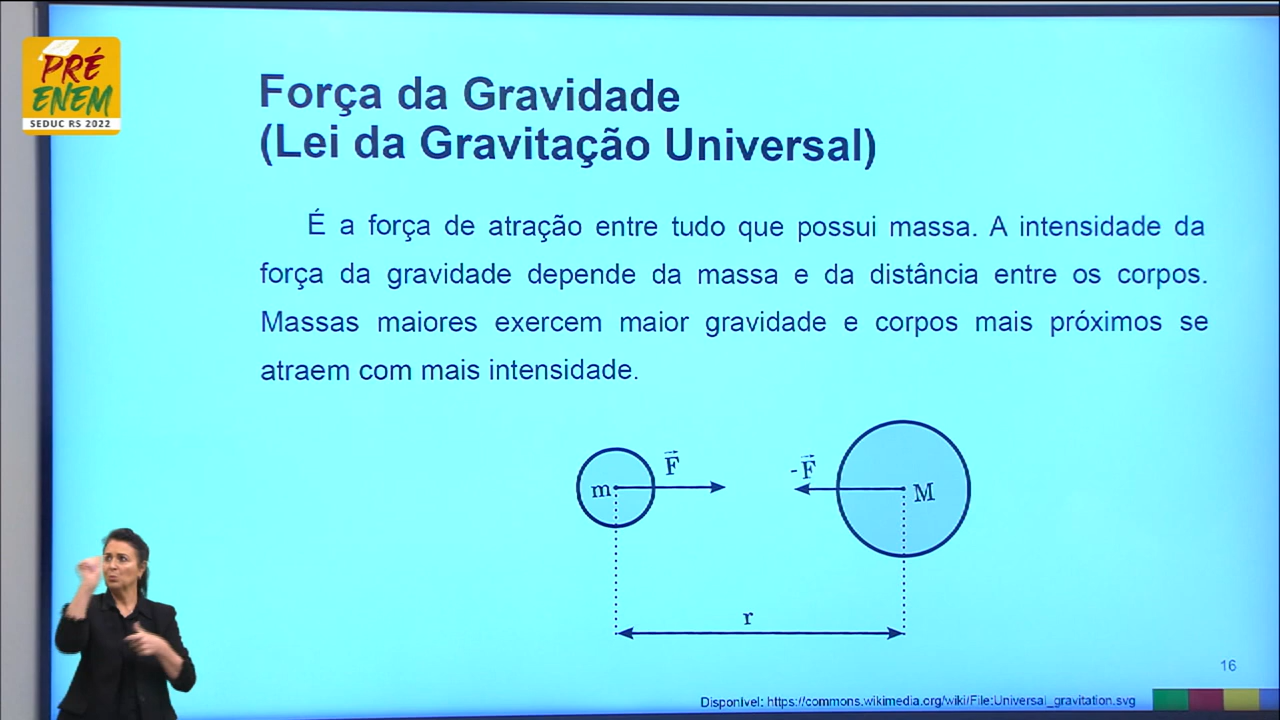 PRÉ
ENEM
SEDUC RS 2022
Força da Gravidade
(Lei da Gravitação Universal)
É a força de atração entre tudo que possui massa. A intensidade da
força da gravidade depende da massa e da distância entre os corpos.
Massas maiores exercem maior gravidade e corpos mais próximos se
atraem com mais intensidade.
F
-F
m
M
r
16
Disponível: https://commons.wikimedia.org/wiki/File:Universal_gravitation.svg